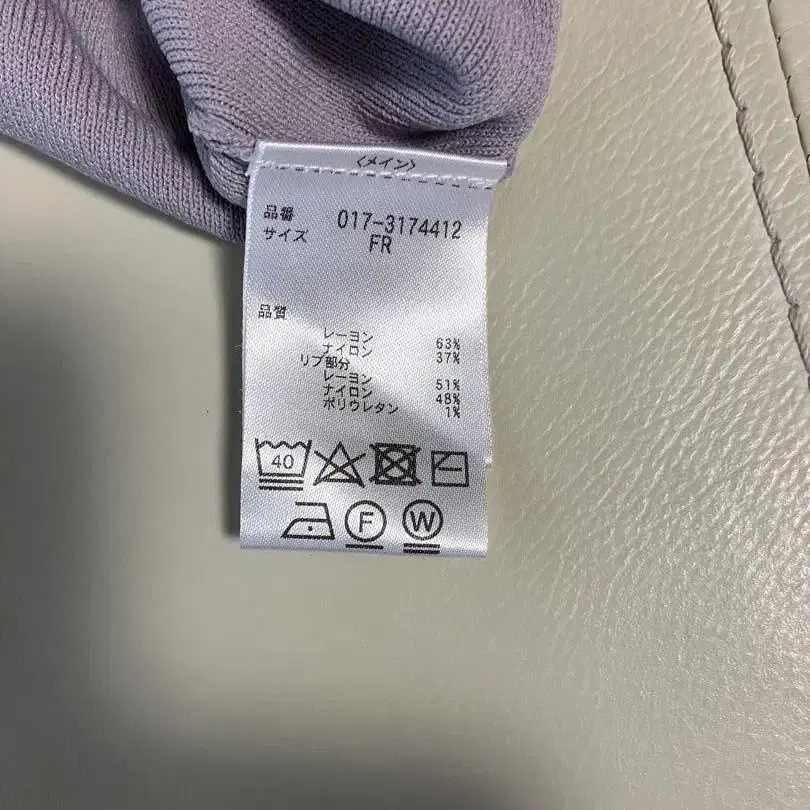 〈メイン〉
品番 017-3174412
サイズ FR
品質
レーヨン 63%
ナイロン 37%
リブ部分
レーヨン 51%
ナイロン 48%
ポリウレタン 1%
40
F W